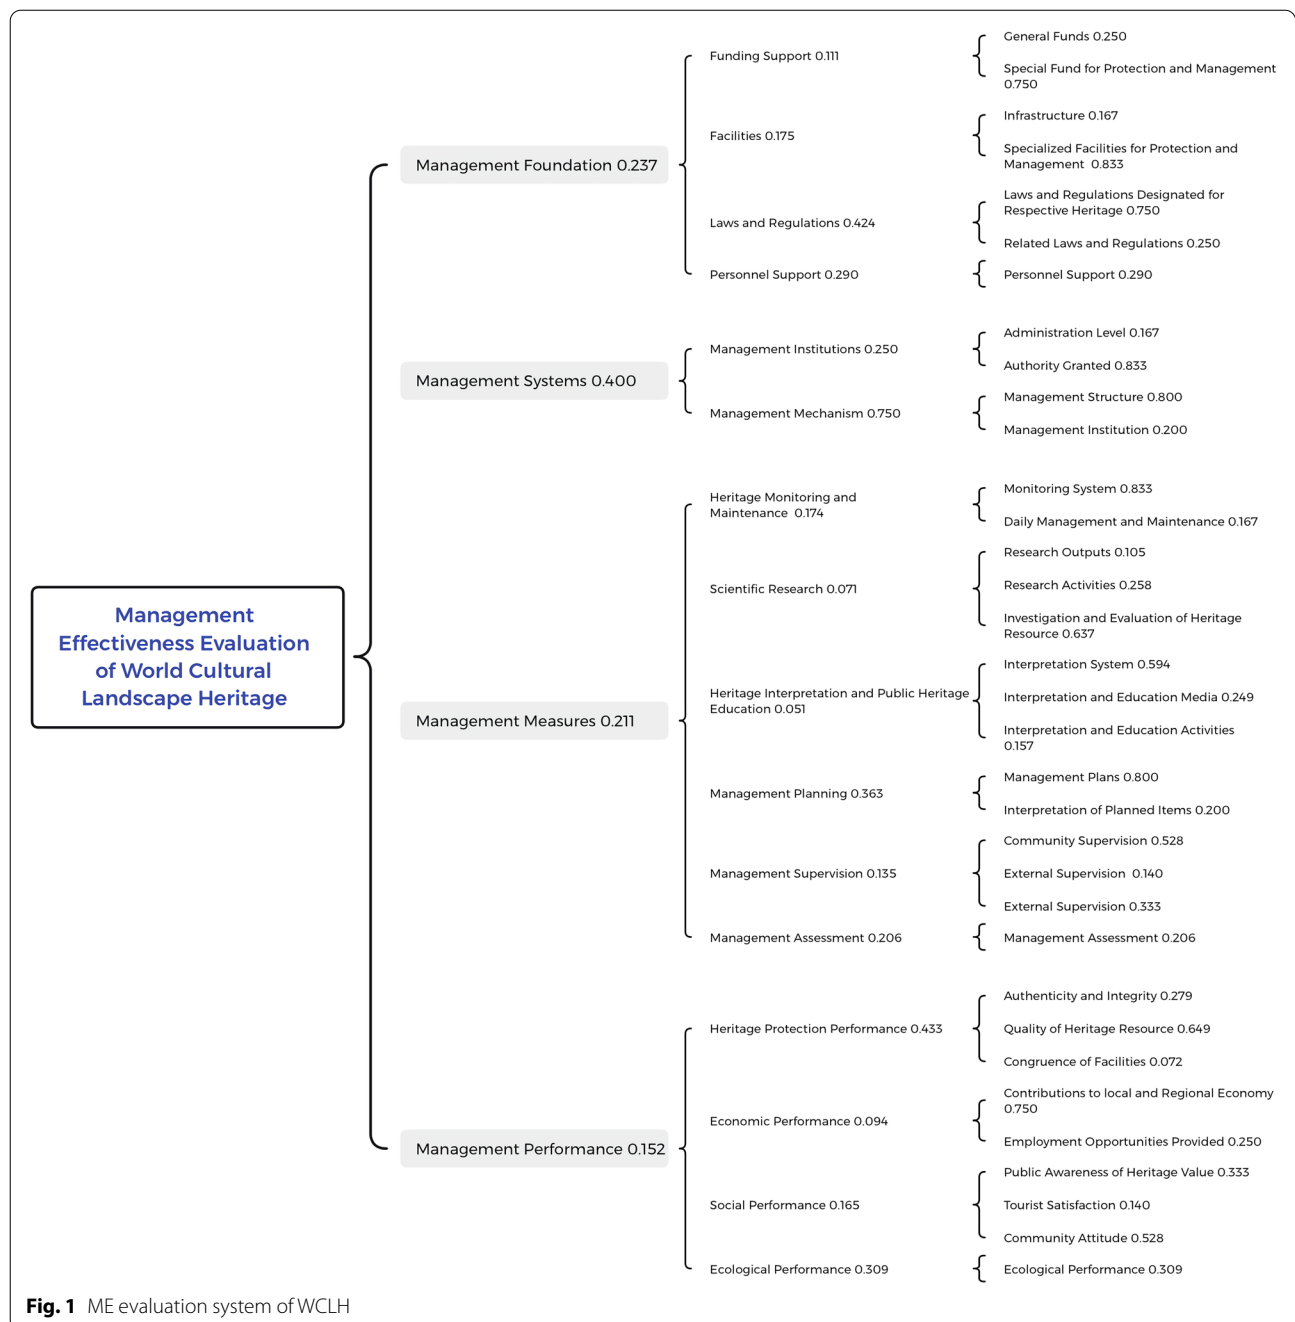 Management
Effectiveness Evaluation
of World Cultural
Landscape Heritage
Management Foundation 0.237
Funding Support 0.111
General Funds 0.250
Special Fund for Protection and Management
0.750
Facilities 0.175
Infrastructure 0.167
Specialized Facilities for Protection and
Management 0.833
Laws and Regulations 0.424
Laws and Regulations Designated for
Respective Heritage 0.750
Related Laws and Regulations 0.250
Personnel Support 0.290
Personnel Support 0.290
Management Systems 0.400
Management Institutions 0.250
Administration Level 0.167
Authority Granted 0.833
Management Mechanism 0.750
Management Structure 0.800
Management Institution 0.200
Management Measures 0.211
Heritage Monitoring and
Maintenance 0.174
Monitoring System 0.833
Daily Management and Maintenance 0.167
Scientific Research 0.071
Research Outputs 0.105
Research Activities 0.258
Investigation and Evaluation of Heritage
Resource 0.637
Heritage Interpretation and Public Heritage
Education 0.051
Interpretation System 0.594
Interpretation and Education Media 0.249
Interpretation and Education Activities
0.157
Management Planning 0.363
Management Plans 0.800
Interpretation of Planned Items 0.200
Management Supervision 0.135
Community Supervision 0.528
External Supervision 0.140
External Supervision 0.333
Management Assessment 0.206
Management Assessment 0.206
Management Performance 0.152
Heritage Protection Performance 0.433
Authenticity and Integrity 0.279
Quality of Heritage Resource 0.649
Congruence of Facilities 0.072
Economic Performance 0.094
Contributions to local and Regional Economy
0.750
Employment Opportunities Provided 0.250
Social Performance 0.165
Public Awareness of Heritage Value 0.333
Tourist Satisfaction 0.140
Community Attitude 0.528
Ecological Performance 0.309
Ecological Performance 0.309
Fig. 1 ME evaluation system of WCLH